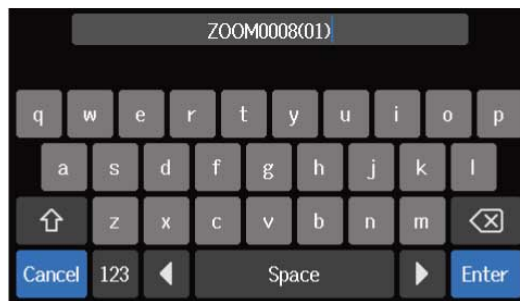 ZOOM0008(01)
q w e r t y u i o p
a s d f g h j k l
z x c v b n m
Cancel 123 Space Enter